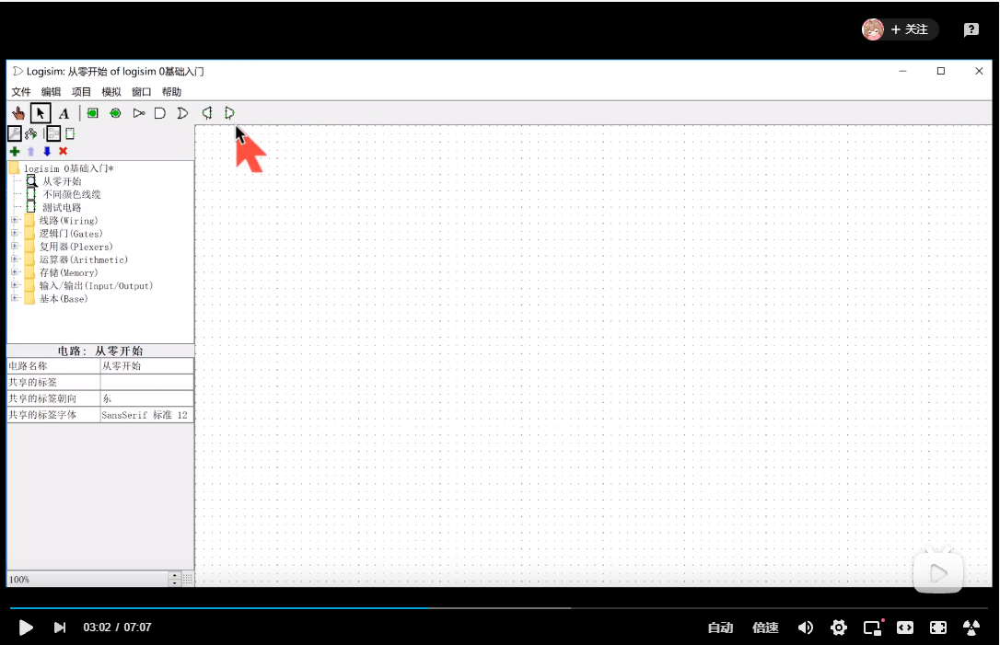 + 关注
?
Logisim: 从零开始 of logisim 0基础入门
文件 编辑 项目 模拟 窗口 帮助
A
logisim 0基础入门*
从零开始
不同颜色线缆
测试电路
线路(Wiring)
逻辑门(Gates)
复用器(Plexers)
运算器(Arithmetic)
存储(Memory)
输入/输出(Input/Output)
基本(Base)
电路: 从零开始
电路名称 从零开始
共享的标签
共享的标签朝向 东
共享的标签字体 SansSerif 标准 12
100%
03:02 / 07:07 自动 倍速